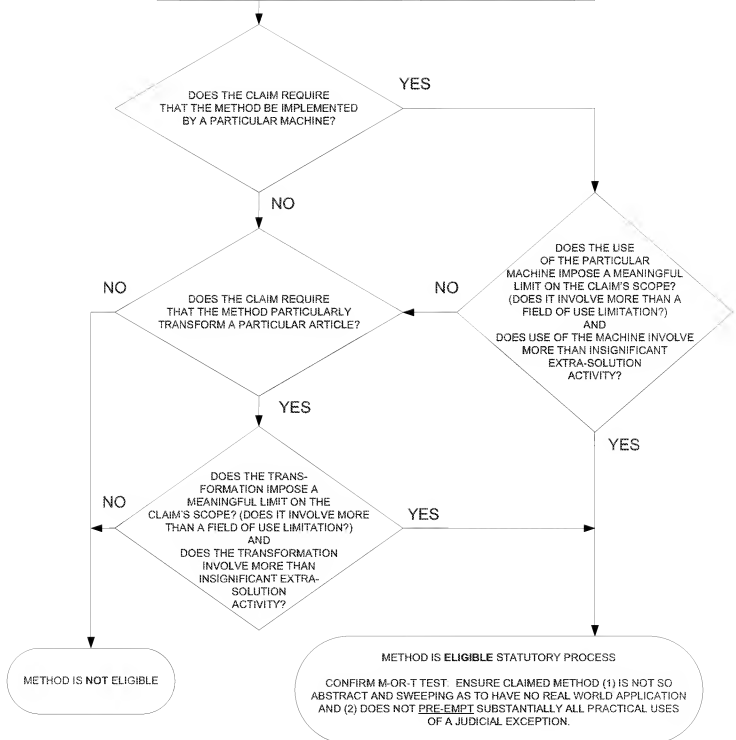 YES
DOES THE CLAIM REQUIRE
THAT THE METHOD BE IMPLEMENTED
BY A PARTICULAR MACHINE?
NO
DOES THE USE
OF THE PARTICULAR
MACHINE IMPOSE A MEANINGFUL
LIMIT ON THE CLAIM'S SCOPE?
(DOES IT INVOLVE MORE THAN A
FIELD OF USE LIMITATION?)
AND
DOES USE OF THE MACHINE INVOLVE
MORE THAN INSIGNIFICANT
EXTRA-SOLUTION
ACTIVITY?
NO
NO
DOES THE CLAIM REQUIRE
THAT THE METHOD PARTICULARLY
TRANSFORM A PARTICULAR ARTICLE?
YES
YES
DOES THE TRANS-
FORMATION IMPOSE A
MEANINGFUL LIMIT ON THE
CLAIM'S SCOPE? (DOES IT INVOLVE MORE
THAN A FIELD OF USE LIMITATION?)
AND
DOES THE TRANSFORMATION
INVOLVE MORE THAN
INSIGNIFICANT EXTRA-
SOLUTION
ACTIVITY?
NO
YES
METHOD IS NOT ELIGIBLE
METHOD IS ELIGIBLE STATUTORY PROCESS
CONFIRM M-OR-T TEST. ENSURE CLAIMED METHOD (1) IS NOT SO
ABSTRACT AND SWEEPING AS TO HAVE NO REAL WORLD APPLICATION
AND (2) DOES NOT PRE-EMPT SUBSTANTIALLY ALL PRACTICAL USES
OF A JUDICIAL EXCEPTION.